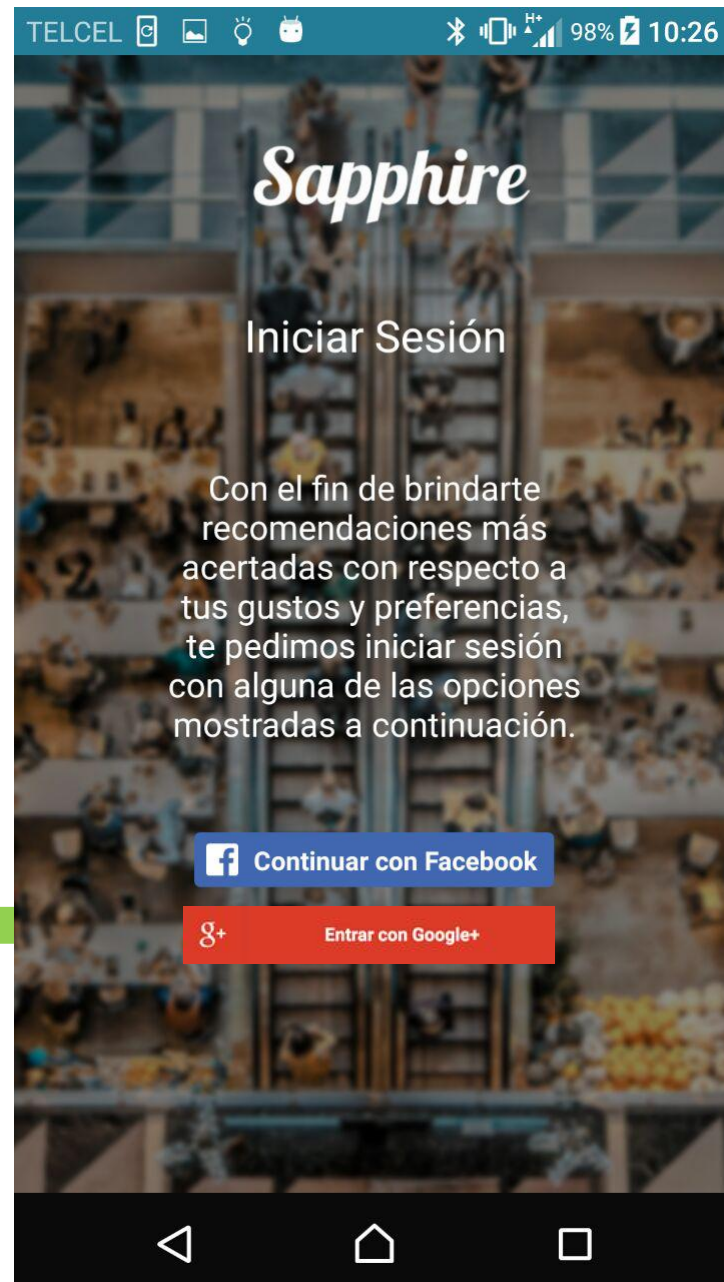 TELCEL 98% 10:26
Sapphire
Iniciar Sesión
Con el fin de brindarte
recomendaciones más
acertadas con respecto a
tus gustos y preferencias,
te pedimos iniciar sesión
con alguna de las opciones
mostradas a continuación.
f Continuar con Facebook
g+ Entrar con Google+